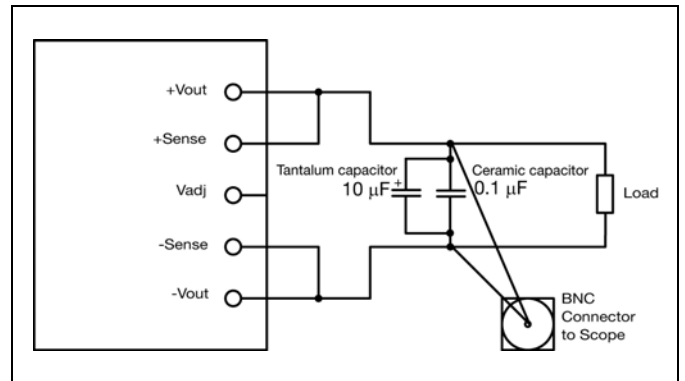 +Vout
+Sense
Vadj
-Sense
-Vout
Tantalum capacitor
10 µF
+
Ceramic capacitor
0.1 µF
Load
BNC
Connector
to Scope